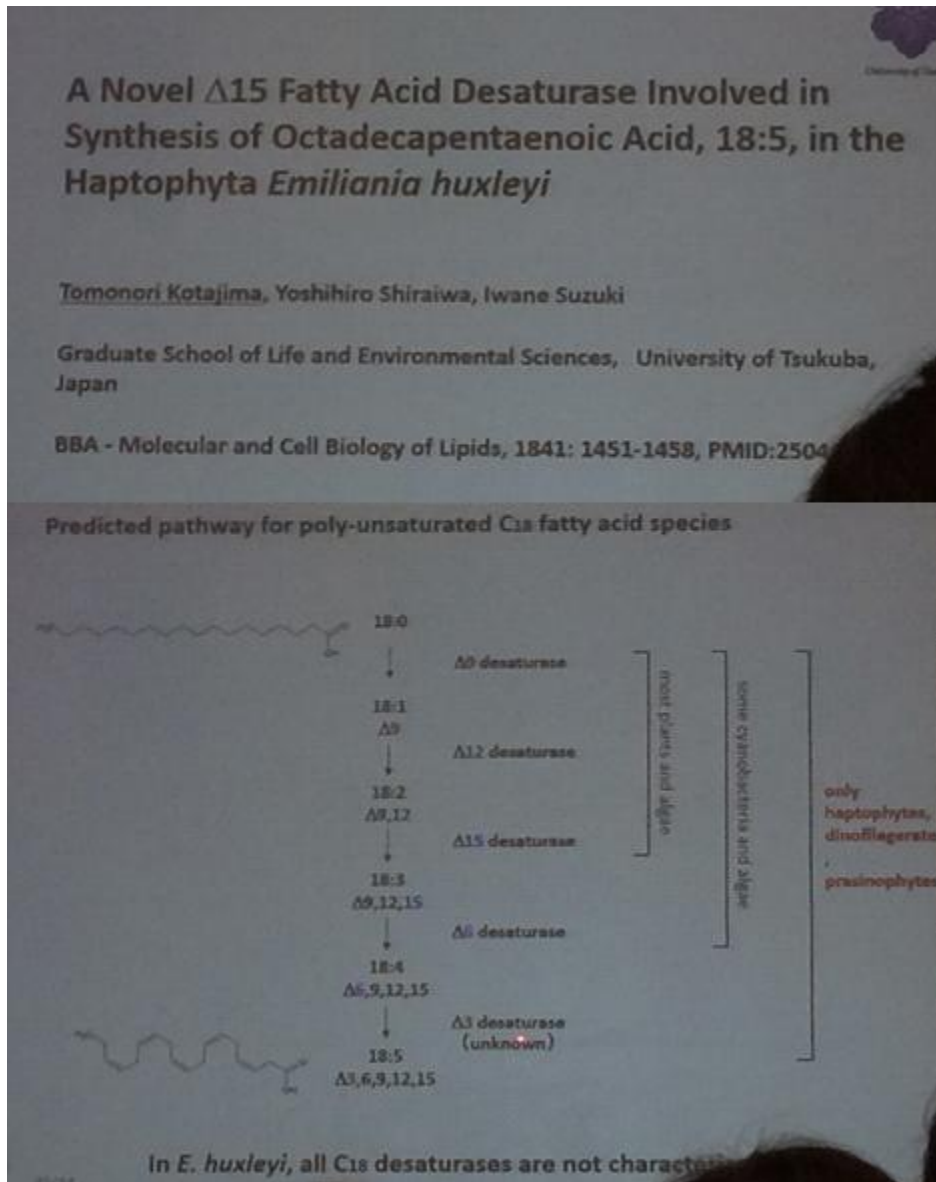 A Novel Δ15 Fatty Acid Desaturase Involved in
Synthesis of Octadecapentaenoic Acid, 18:5, in the
Haptophyta Emiliania huxleyi
Tomonori Kotajima, Yoshihiro Shiraiwa, Iwane Suzuki
Graduate School of Life and Environmental Sciences, University of Tsukuba,
Japan
BBA - Molecular and Cell Biology of Lipids, 1841: 1451-1458, PMID:2504
Predicted pathway for poly-unsaturated C18 fatty acid species
18:0
Δ9 desaturase
18:1
Δ9
Δ12 desaturase
18:2
Δ9,12
Δ15 desaturase
18:3
Δ9,12,15
Δ6 desaturase
18:4
Δ6,9,12,15
Δ3 desaturase
(unknown)
18:5
Δ3,6,9,12,15
most plants and algae
some cyanobacteria and algae
only
haptophytes,
dinoflagerate
,
prasinophytes
In E. huxleyi, all C18 desaturases are not